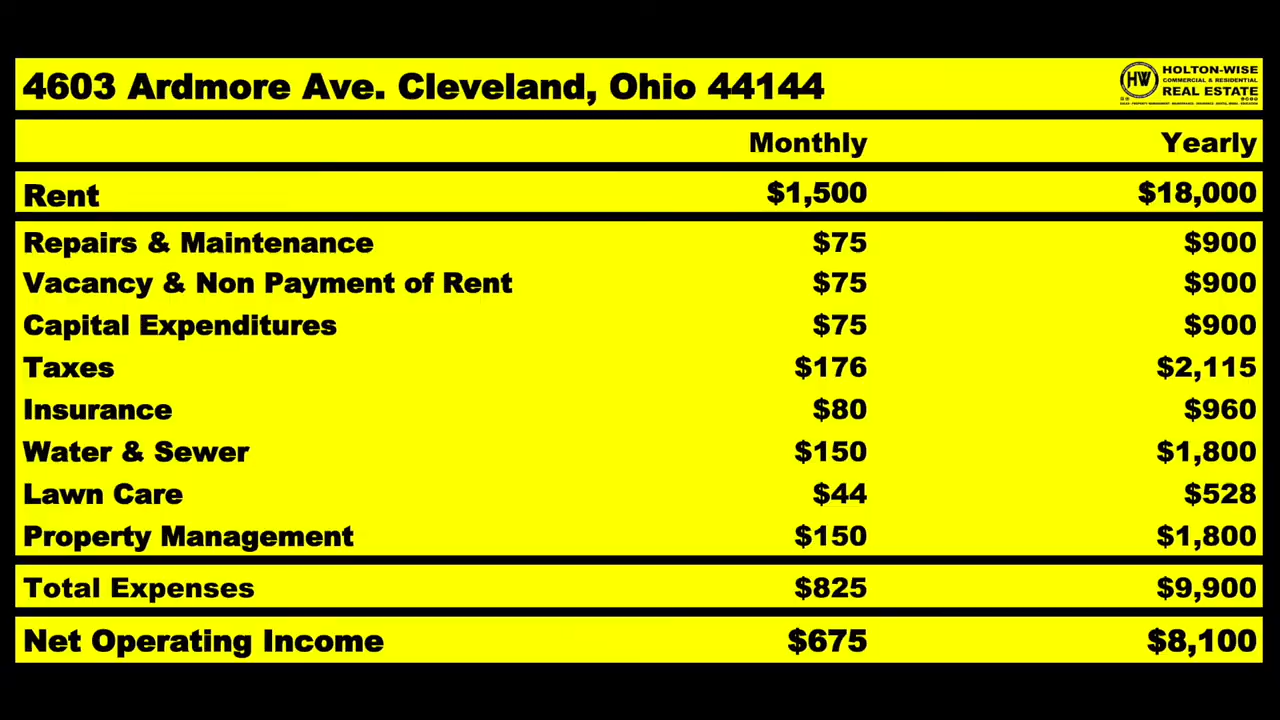 4603 Ardmore Ave. Cleveland, Ohio 44144
HW
HOLTON-WISE
COMMERCIAL & RESIDENTIAL
REAL ESTATE
Monthly Yearly
Rent $1,500 $18,000
Repairs & Maintenance $75 $900
Vacancy & Non Payment of Rent $75 $900
Capital Expenditures $75 $900
Taxes $176 $2,115
Insurance $80 $960
Water & Sewer $150 $1,800
Lawn Care $44 $528
Property Management $150 $1,800
Total Expenses $825 $9,900
Net Operating Income $675 $8,100